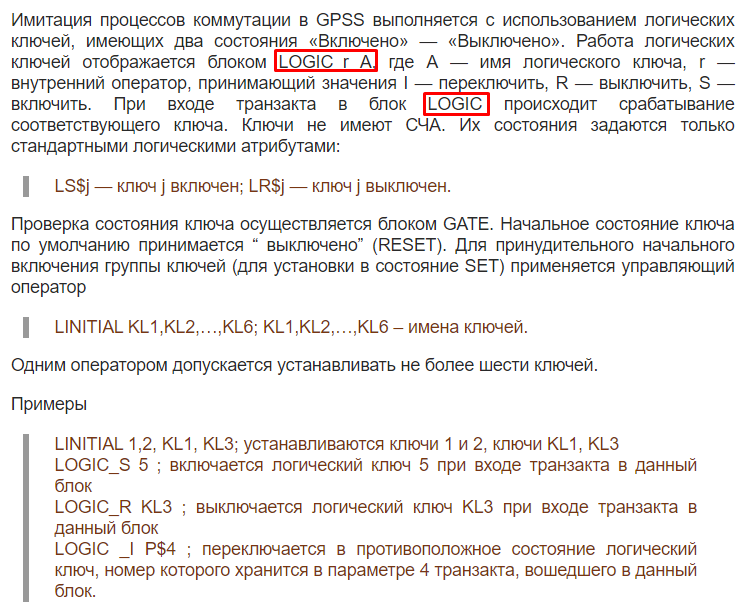 Имитация процессов коммутации в GPSS выполняется с использованием логических
ключей, имеющих два состояния «Включено» — «Выключено». Работа логических
ключей отображается блоком LOGIC r A, где А — имя логического ключа, r —
внутренний оператор, принимающий значения I — переключить, R — выключить, S —
включить. При входе транзакта в блок LOGIC происходит срабатывание
соответствующего ключа. Ключи не имеют СЧА. Их состояния задаются только
стандартными логическими атрибутами:
LS$j — ключ j включен; LR$j — ключ j выключен.
Проверка состояния ключа осуществляется блоком GATE. Начальное состояние ключа
по умолчанию принимается “ выключено” (RESET). Для принудительного начального
включения группы ключей (для установки в состояние SET) применяется управляющий
оператор
LINITIAL KL1,KL2,…,KL6; KL1,KL2,…,KL6 – имена ключей.
Одним оператором допускается устанавливать не более шести ключей.
Примеры
LINITIAL 1,2, KL1, KL3; устанавливаются ключи 1 и 2, ключи KL1, KL3
LOGIC_S 5 ; включается логический ключ 5 при входе транзакта в данный
блок
LOGIC_R KL3 ; выключается логический ключ KL3 при входе транзакта в
данный блок
LOGIC _I P$4 ; переключается в противоположное состояние логический
ключ, номер которого хранится в параметре 4 транзакта, вошедшего в данный
блок.